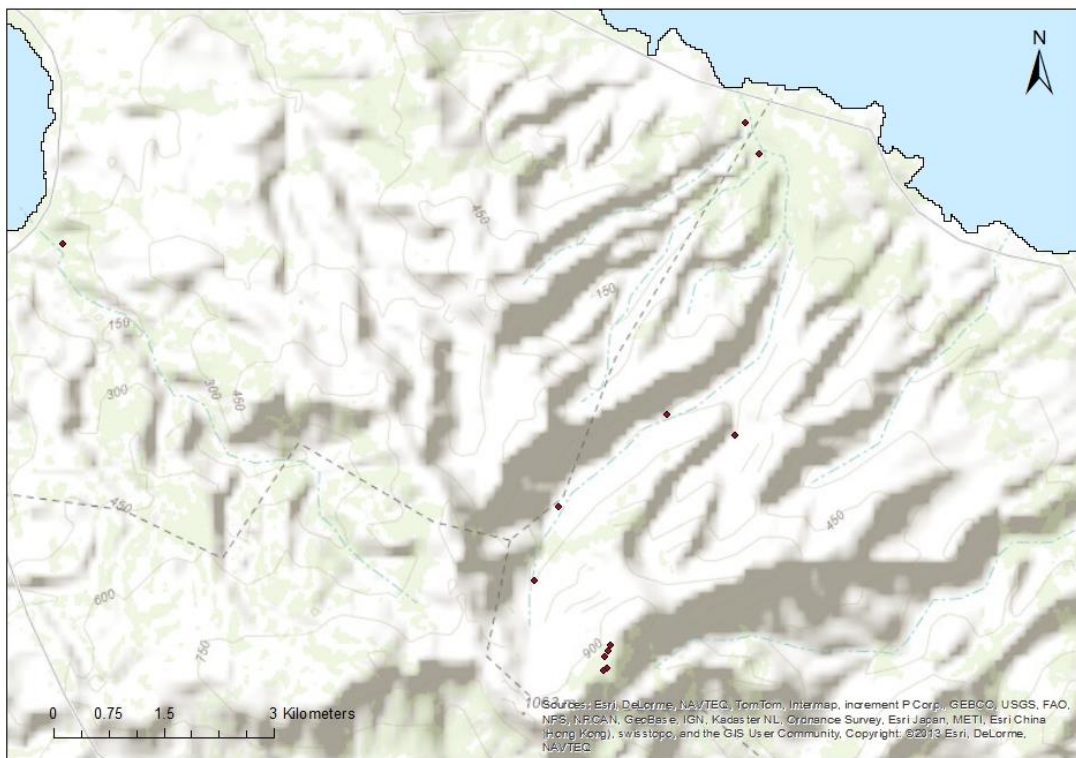 N
450
150
150
300
300
450
450
450
600
750
900
1063 m
0 0.75 1.5 3 Kilometers
Sources: Esri, DeLorme, NAVTEQ, TomTom, Intermap, increment P Corp., GEBCO, USGS, FAO,
NPS, NRCAN, GeoBase, IGN, Kadaster NL, Ordnance Survey, Esri Japan, METI, Esri China
(Hong Kong), swisstopo, and the GIS User Community, Copyright: ©2013 Esri, DeLorme,
NAVTEQ